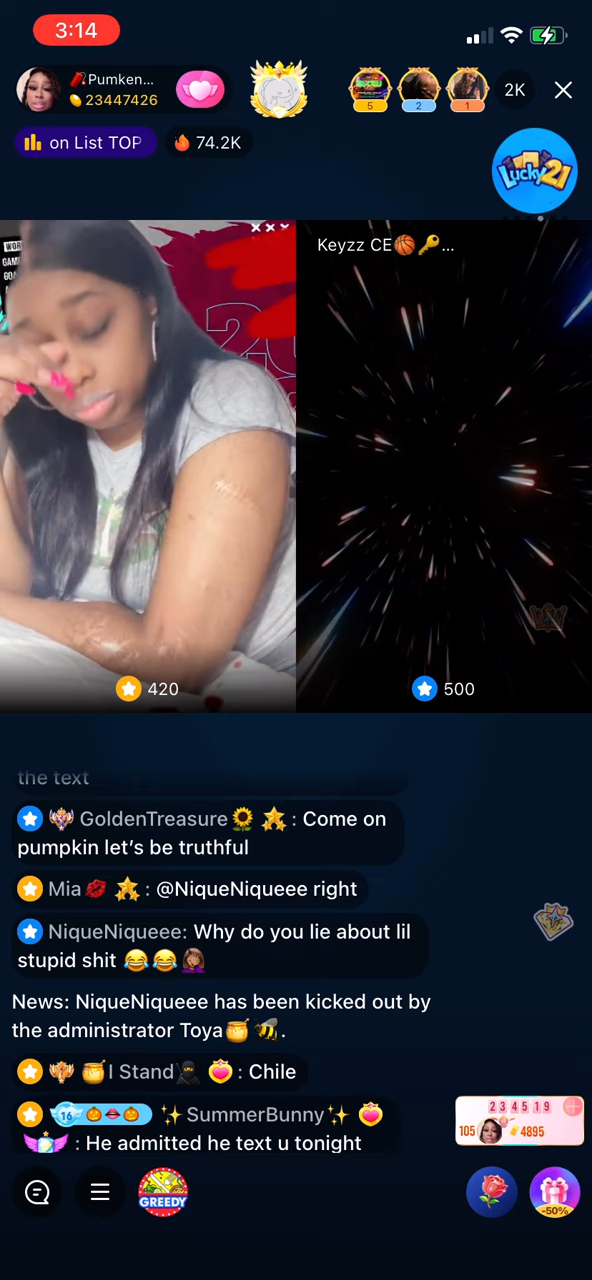 3:14
Pumken...
23447426
5
2
1
2K
on List TOP
74.2K
Lucky21
WOR
GAM
GOA
Keyzz CE🏀🔑...
420
500
the text
GoldenTreasure🌻 : Come on
pumpkin let's be truthful
Mia💋 : @NiqueNiqueee right
NiqueNiqueee: Why do you lie about lil
stupid shit 😂😂🤦🏾‍♀️
News: NiqueNiqueee has been kicked out by
the administrator Toya🍯🐝.
🍯I Stand🥷🏿 : Chile
16 🎃👄🎃 ✨SummerBunny✨
: He admitted he text u tonight
2 3 4 5 1 9
105
4895
GREEDY
-50%